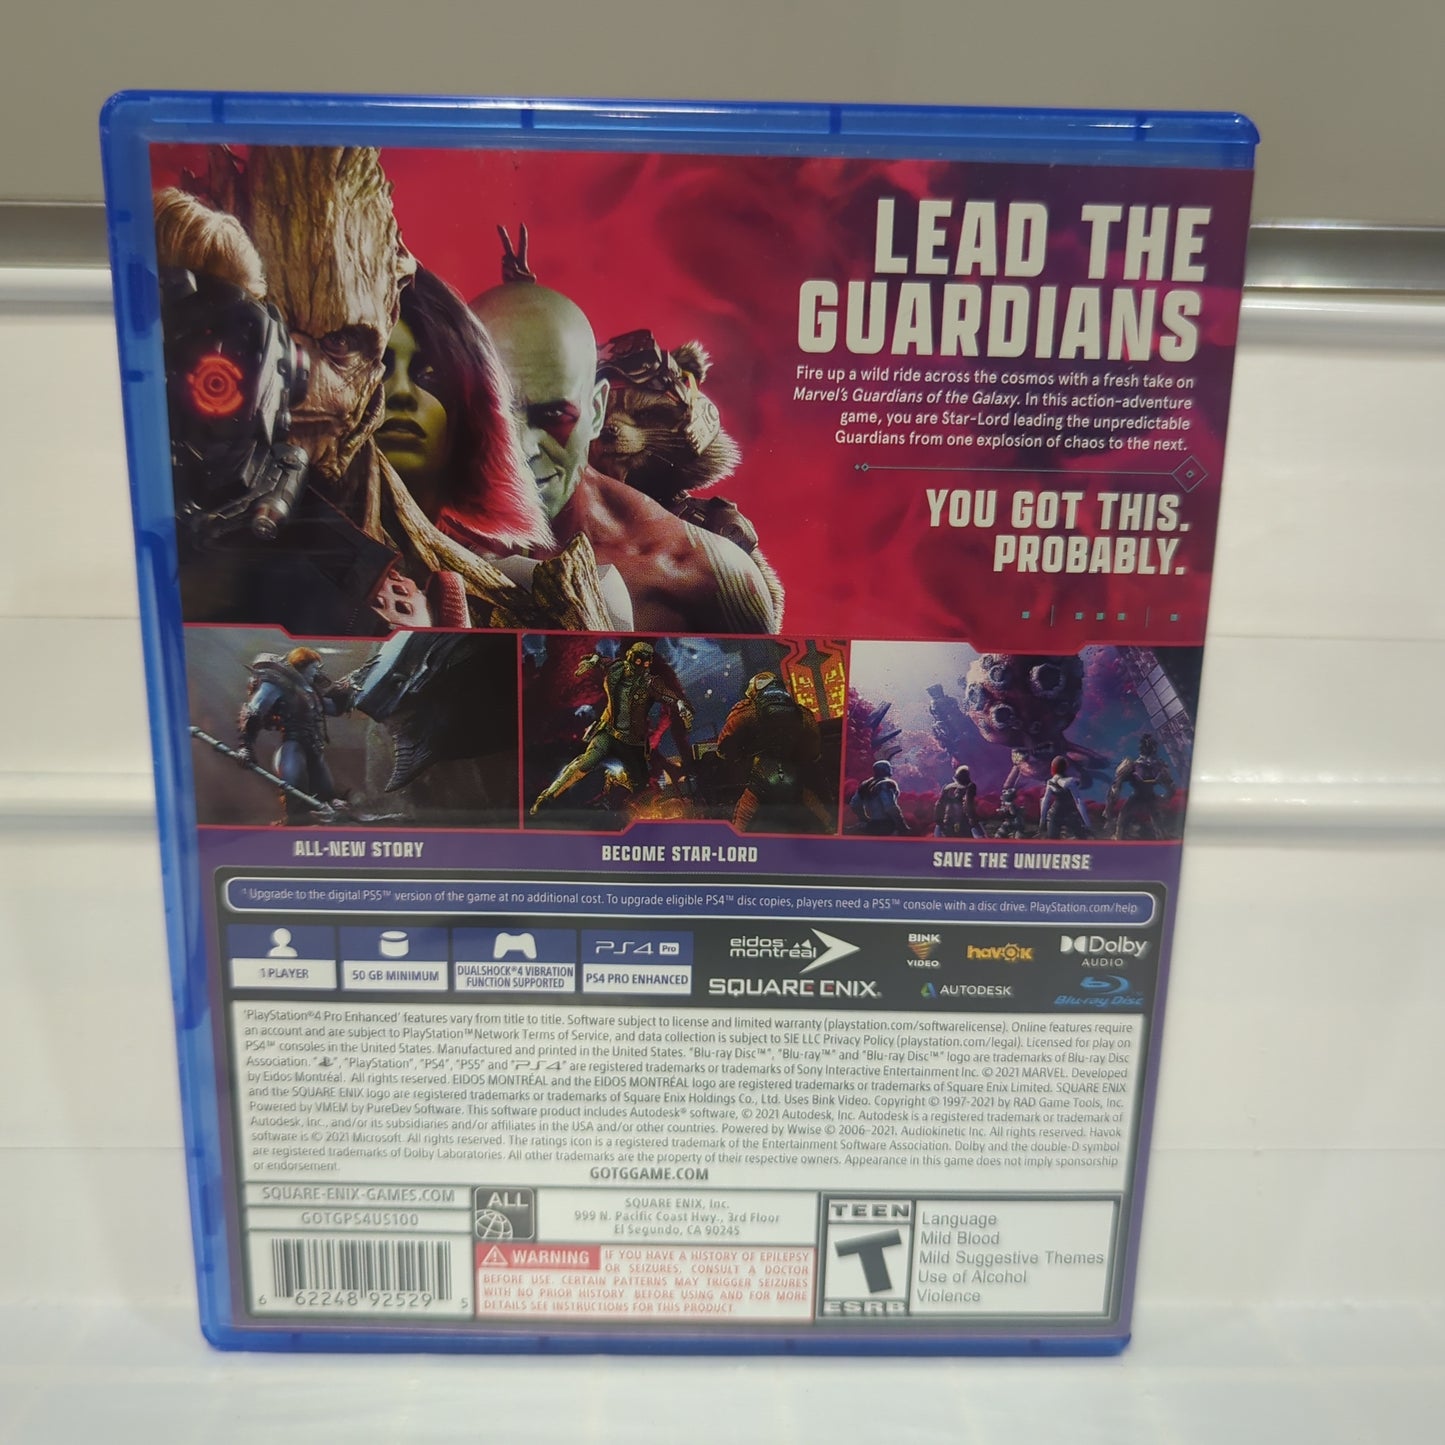 LEAD THE
GUARDIANS
Fire up a wild ride across the cosmos with a fresh take on
Marvel's Guardians of the Galaxy. In this action-adventure
game, you are Star-Lord leading the unpredictable
Guardians from one explosion of chaos to the next.
YOU GOT THIS.
PROBABLY.
ALL-NEW STORY
BECOME STAR-LORD
SAVE THE UNIVERSE
¹ Upgrade to the digital PS5™ version of the game at no additional cost. To upgrade eligible PS4™ disc copies, players need a PS5™ console with a disc drive. PlayStation.com/help
1 PLAYER
50 GB MINIMUM
DUALSHOCK®4 VIBRATION
FUNCTION SUPPORTED
PS4 Pro
PS4 PRO ENHANCED
eidos
montréal
SQUARE ENIX.
BINK
VIDEO
havok
AUTODESK
Dolby
AUDIO
Blu-ray Disc
'PlayStation®4 Pro Enhanced' features vary from title to title. Software subject to license and limited warranty (playstation.com/softwarelicense). Online features require
an account and are subject to PlayStation™Network Terms of Service, and data collection is subject to SIE LLC Privacy Policy (playstation.com/legal). Licensed for play on
PS4™ consoles in the United States. Manufactured and printed in the United States. "Blu-ray Disc™", "Blu-ray™" and "Blu-ray Disc™" logo are trademarks of Blu-ray Disc
Association. "", "PlayStation", "PS4", "PS5" and "PS4" are registered trademarks or trademarks of Sony Interactive Entertainment Inc. © 2021 MARVEL. Developed
by Eidos Montréal. All rights reserved. EIDOS MONTRÉAL and the EIDOS MONTRÉAL logo are registered trademarks or trademarks of Square Enix Limited. SQUARE ENIX
and the SQUARE ENIX logo are registered trademarks or trademarks of Square Enix Holdings Co., Ltd. Uses Bink Video. Copyright © 1997-2021 by RAD Game Tools, Inc.
Powered by VMEM by PureDev Software. This software product includes Autodesk® software, © 2021 Autodesk, Inc. Autodesk is a registered trademark or trademark of
Autodesk, Inc., and/or its subsidiaries and/or affiliates in the USA and/or other countries. Powered by Wwise © 2006-2021. Audiokinetic Inc. All rights reserved. Havok
software is © 2021 Microsoft. All rights reserved. The ratings icon is a registered trademark of the Entertainment Software Association. Dolby and the double-D symbol
are registered trademarks of Dolby Laboratories. All other trademarks are the property of their respective owners. Appearance in this game does not imply sponsorship
or endorsement.
GOTGGAME.COM
SQUARE-ENIX-GAMES.COM
GOTGPS4US100
6 62248 92529 5
ALL
SQUARE ENIX, Inc.
999 N. Pacific Coast Hwy., 3rd Floor
El Segundo, CA 90245
WARNING IF YOU HAVE A HISTORY OF EPILEPSY
OR SEIZURES, CONSULT A DOCTOR
BEFORE USE. CERTAIN PATTERNS MAY TRIGGER SEIZURES
WITH NO PRIOR HISTORY. BEFORE USING AND FOR MORE
DETAILS SEE INSTRUCTIONS FOR THIS PRODUCT.
TEEN
T
ESRB
Language
Mild Blood
Mild Suggestive Themes
Use of Alcohol
Violence